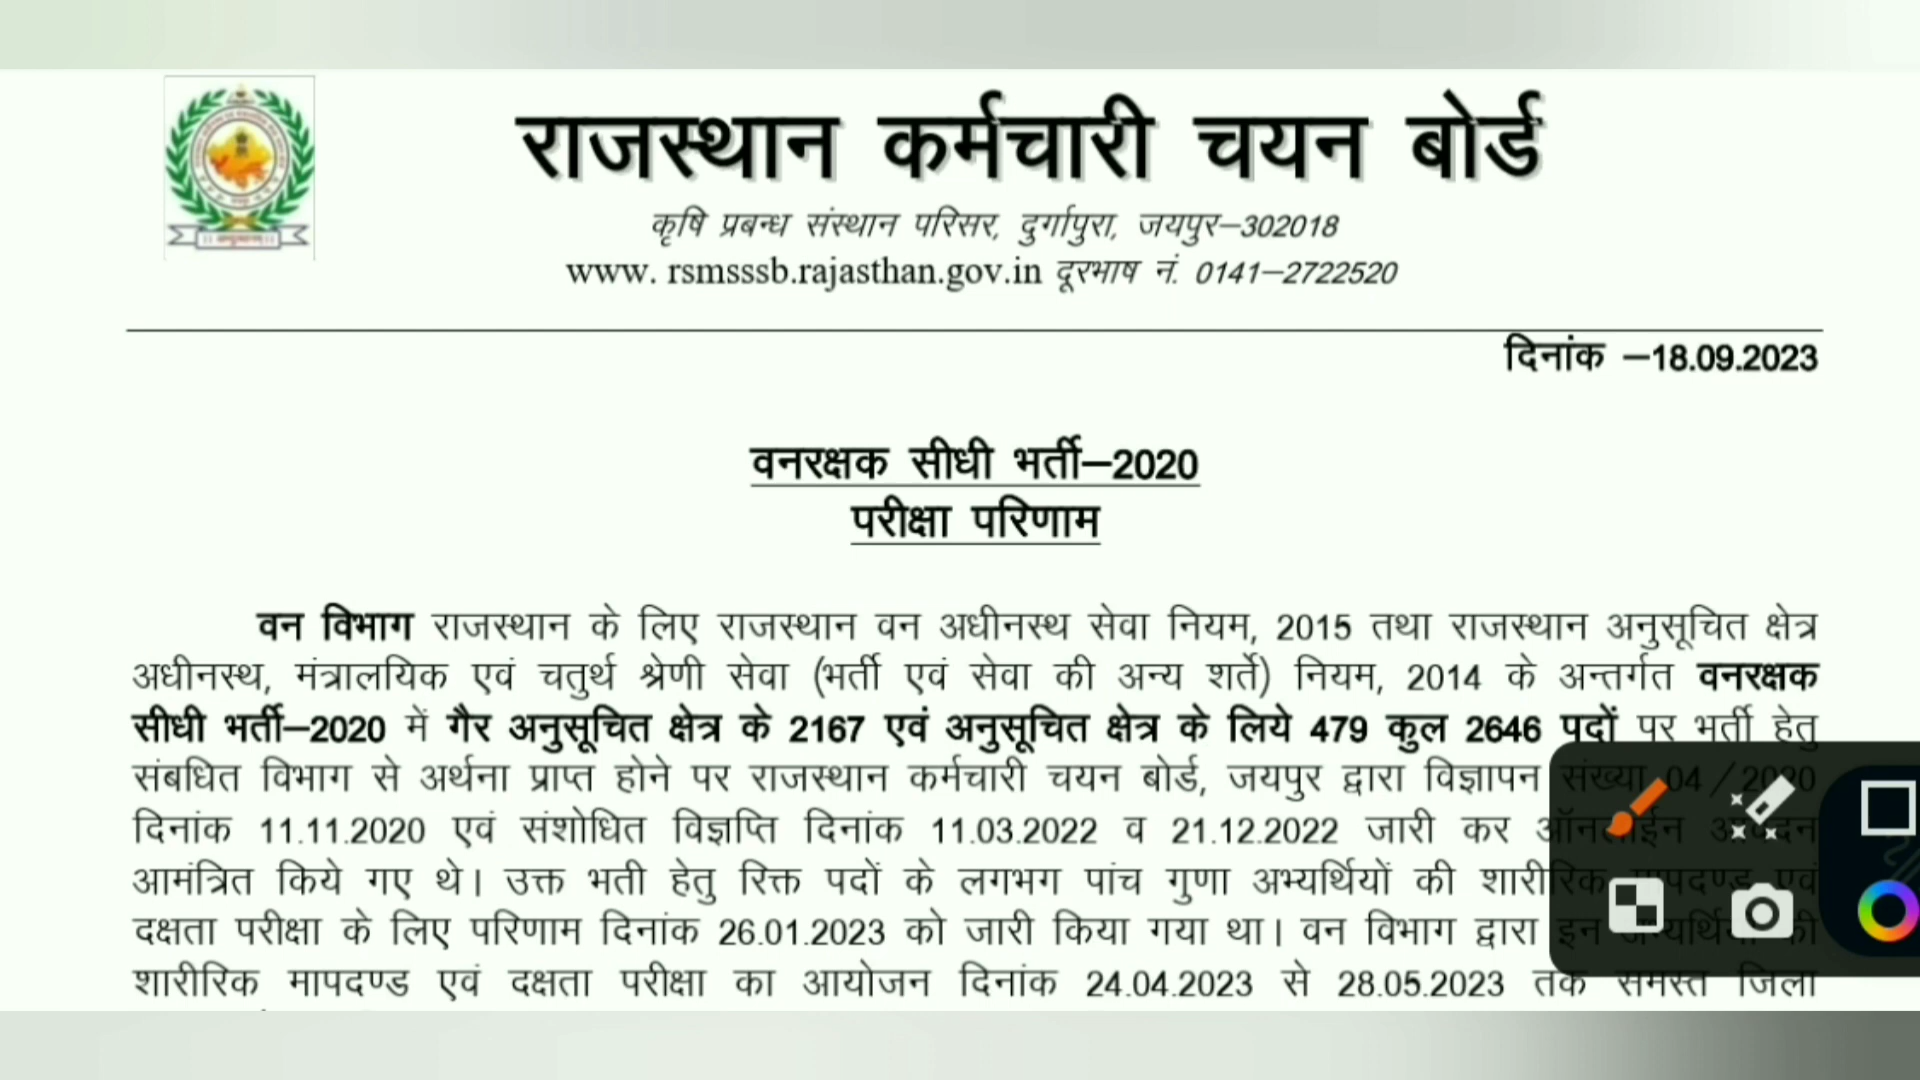 राजस्थान कर्मचारी चयन बोर्ड
कृषि प्रबन्ध संस्थान परिसर, दुर्गापुरा, जयपुर–302018
www. rsmsssb.rajasthan.gov.in दूरभाष नं. 0141–2722520
दिनांक –18.09.2023
वनरक्षक सीधी भर्ती–2020
परीक्षा परिणाम
वन विभाग राजस्थान के लिए राजस्थान वन अधीनस्थ सेवा नियम, 2015 तथा राजस्थान अनुसूचित क्षेत्र
अधीनस्थ, मंत्रालयिक एवं चतुर्थ श्रेणी सेवा (भर्ती एवं सेवा की अन्य शर्ते) नियम, 2014 के अन्तर्गत वनरक्षक
सीधी भर्ती–2020 में गैर अनुसूचित क्षेत्र के 2167 एवं अनुसूचित क्षेत्र के लिये 479 कुल 2646 पदों पर भर्ती हेतु
संबधित विभाग से अर्थना प्राप्त होने पर राजस्थान कर्मचारी चयन बोर्ड, जयपुर द्वारा विज्ञापन संख्या 04/2020
दिनांक 11.11.2020 एवं संशोधित विज्ञप्ति दिनांक 11.03.2022 व 21.12.2022 जारी कर
आमंत्रित किये गए थे। उक्त भती हेतु रिक्त पदों के लगभग पांच गुणा अभ्यर्थियों की शारीरिक एवं
दक्षता परीक्षा के लिए परिणाम दिनांक 26.01.2023 को जारी किया गया था। वन विभाग द्वारा इन की
शारीरिक मापदण्ड एवं दक्षता परीक्षा का आयोजन दिनांक 24.04.2023 से 28.05.2023 तक समस्त जिला